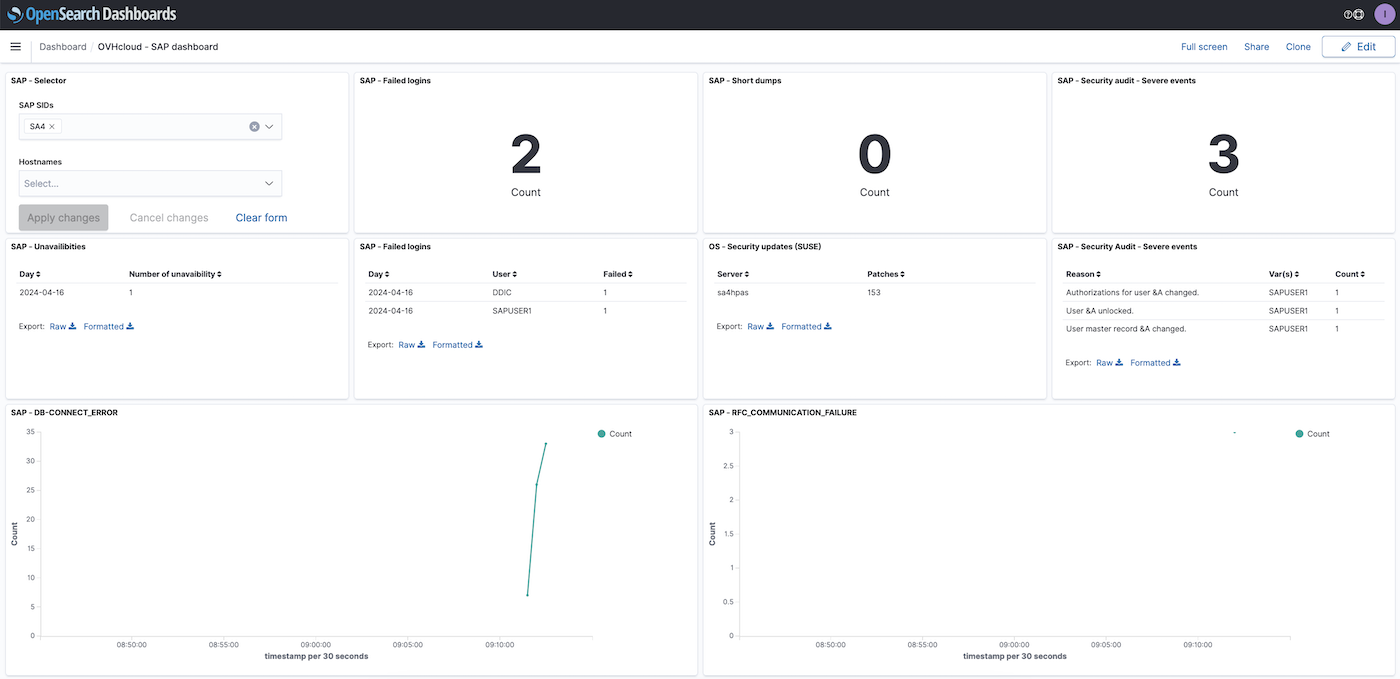 OpenSearch Dashboards
I
Dashboard / OVHcloud - SAP dashboard
Full screen Share Clone Edit
SAP - Selector
SAP SIDs
SA4
Hostnames
Select...
Apply changes Cancel changes Clear form
SAP - Failed logins
2
Count
SAP - Short dumps
0
Count
SAP - Security audit - Severe events
3
Count
SAP - Unavailibities
Day Number of unavaibility
2024-04-16 1
Export: Raw Formatted
SAP - Failed logins
Day User Failed
2024-04-16 DDIC 1
2024-04-16 SAPUSER1 1
Export: Raw Formatted
OS - Security updates (SUSE)
Server Patches
sa4hpas 153
Export: Raw Formatted
SAP - Security Audit - Severe events
Reason Var(s) Count
Authorizations for user &A changed. SAPUSER1 1
User &A unlocked. SAPUSER1 1
User master record &A changed. SAPUSER1 1
Export: Raw Formatted
SAP - DB-CONNECT_ERROR
Count
35
30
25
20
15
10
5
0
Count
08:50:00 08:55:00 09:00:00 09:05:00 09:10:00
timestamp per 30 seconds
SAP - RFC_COMMUNICATION_FAILURE
Count
3
2.5
2
1.5
1
0.5
0
Count
08:50:00 08:55:00 09:00:00 09:05:00 09:10:00
timestamp per 30 seconds